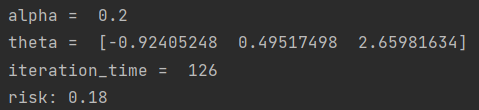 alpha =  0.2
theta =  [-0.92405248  0.49517498  2.65981634]
iteration_time =  126
risk: 0.18